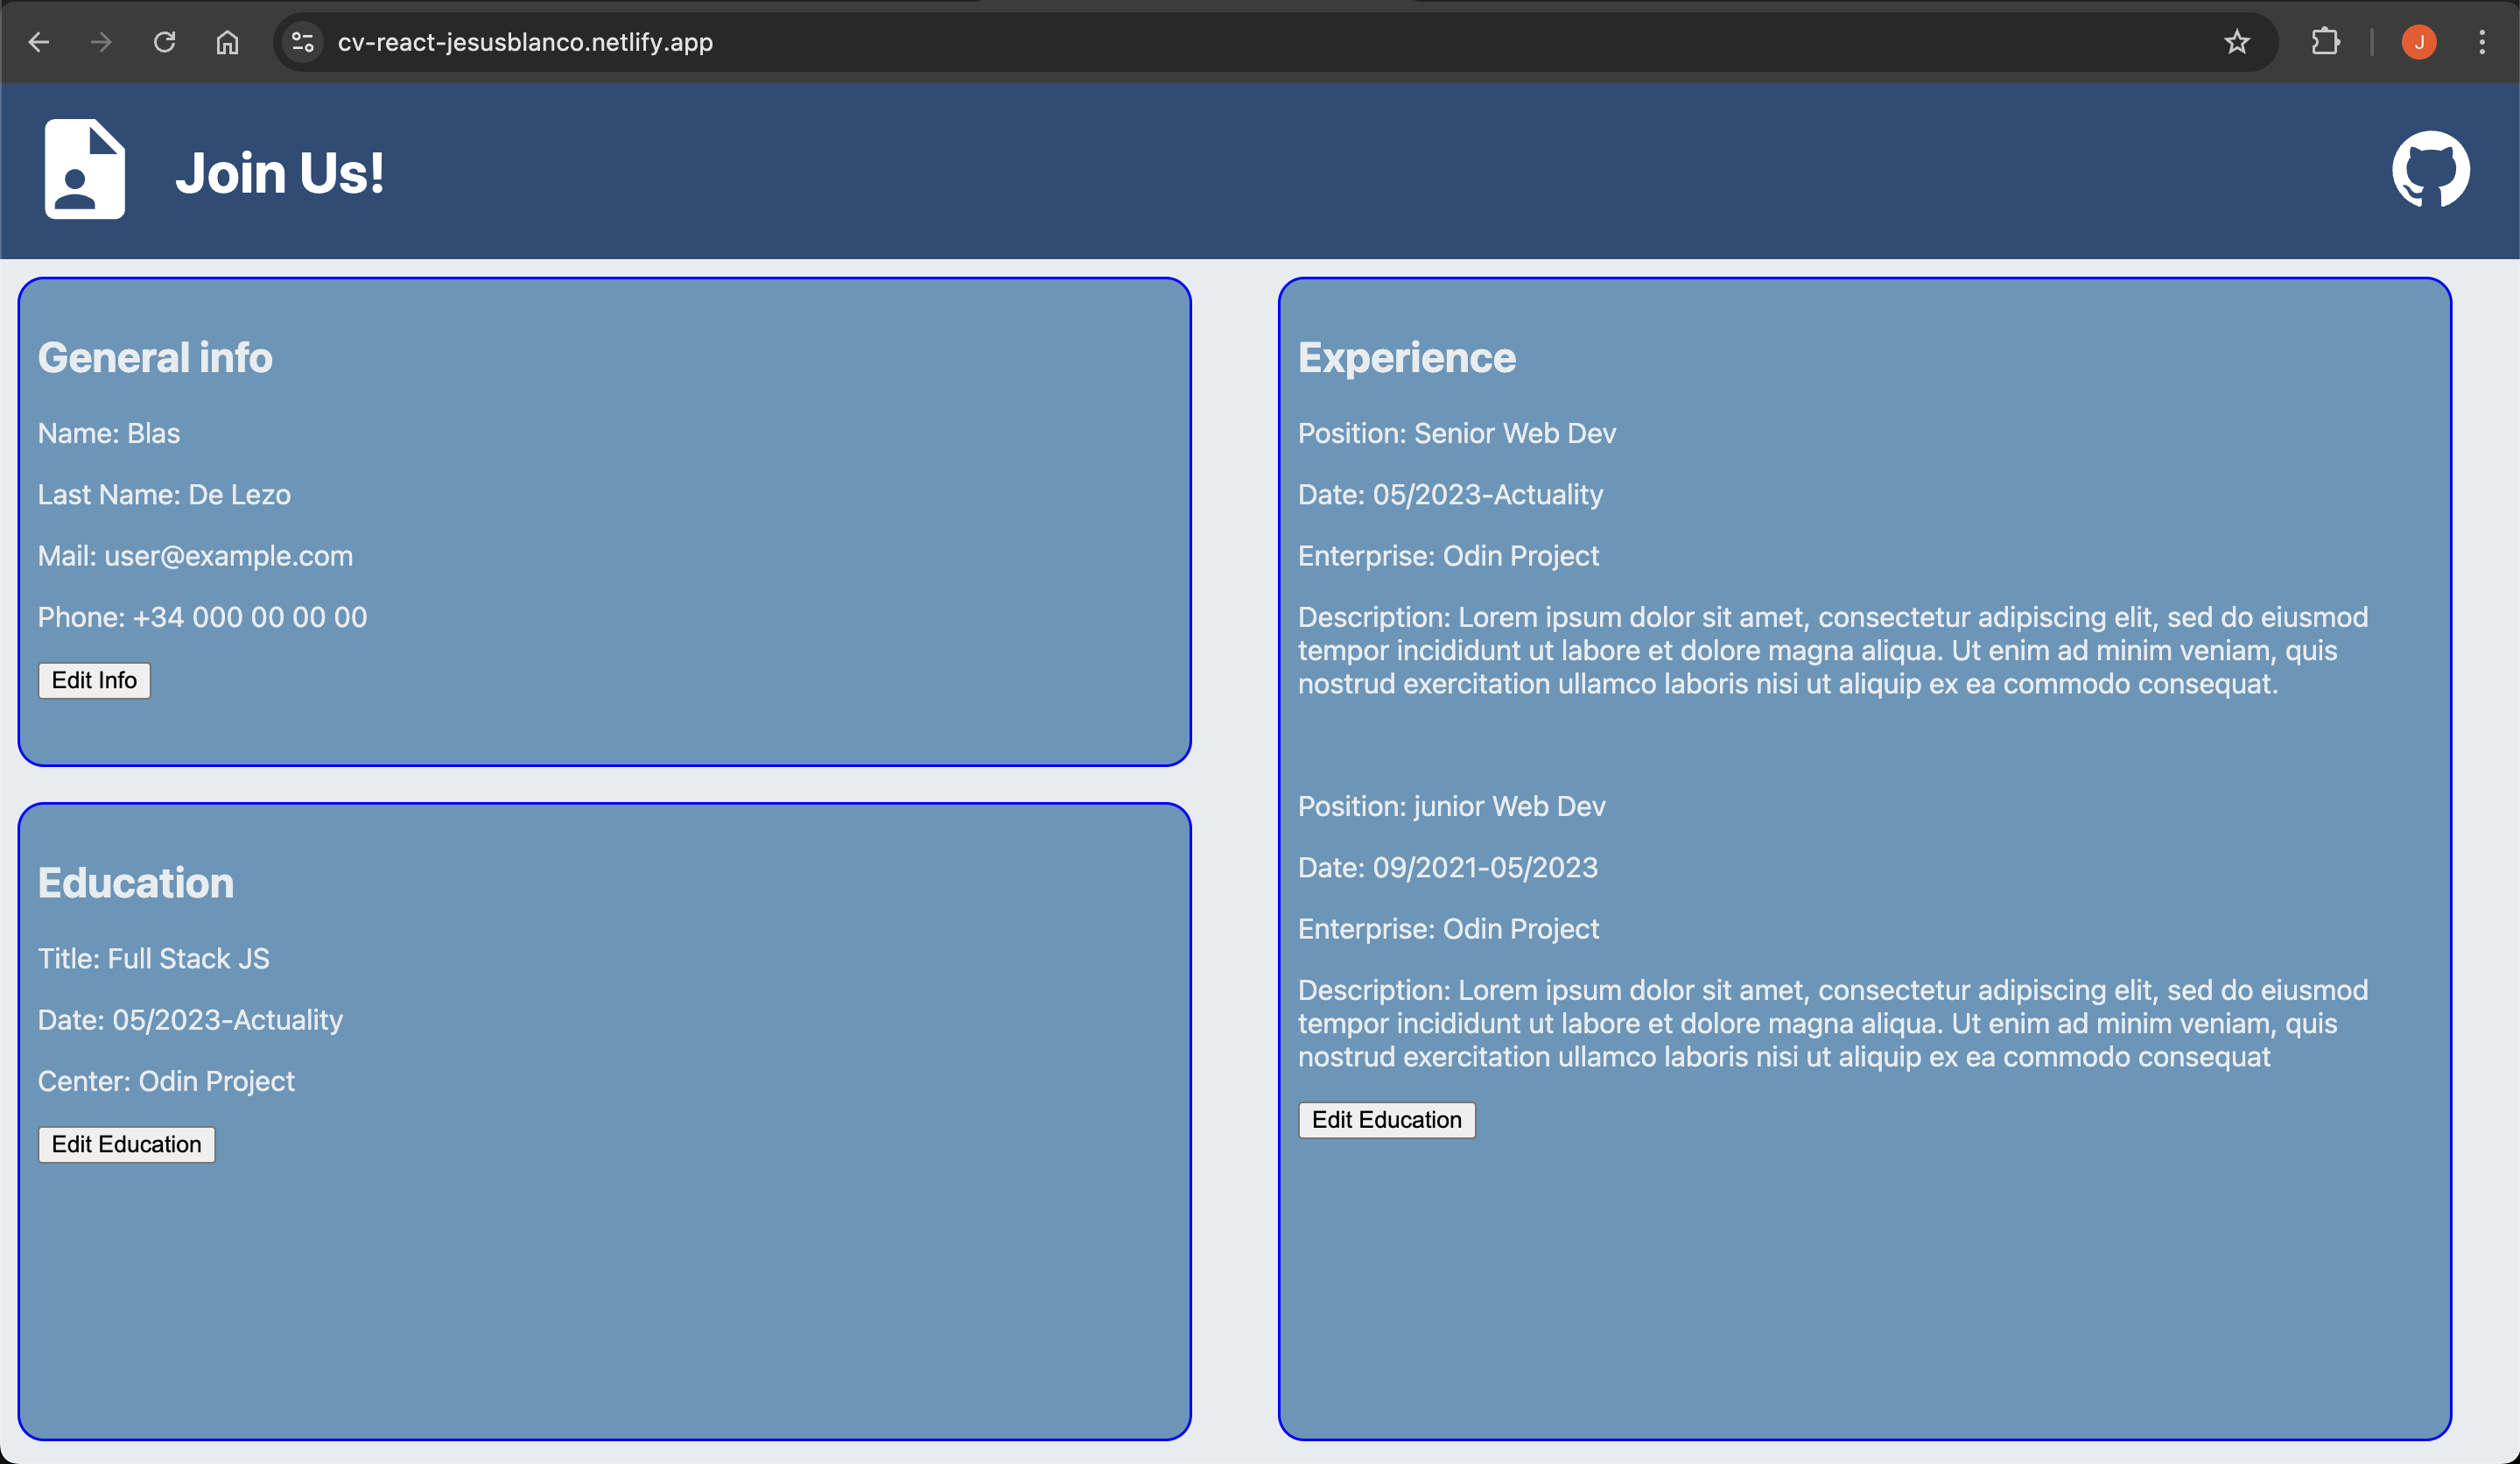 cv-react-jesusblanco.netlify.app
J
Join Us!
General info
Name: Blas
Last Name: De Lezo
Mail: user@example.com
Phone: +34 000 00 00 00
Edit Info
Education
Title: Full Stack JS
Date: 05/2023-Actuality
Center: Odin Project
Edit Education
Experience
Position: Senior Web Dev
Date: 05/2023-Actuality
Enterprise: Odin Project
Description: Lorem ipsum dolor sit amet, consectetur adipiscing elit, sed do eiusmod
tempor incididunt ut labore et dolore magna aliqua. Ut enim ad minim veniam, quis
nostrud exercitation ullamco laboris nisi ut aliquip ex ea commodo consequat.
Position: junior Web Dev
Date: 09/2021-05/2023
Enterprise: Odin Project
Description: Lorem ipsum dolor sit amet, consectetur adipiscing elit, sed do eiusmod
tempor incididunt ut labore et dolore magna aliqua. Ut enim ad minim veniam, quis
nostrud exercitation ullamco laboris nisi ut aliquip ex ea commodo consequat
Edit Education